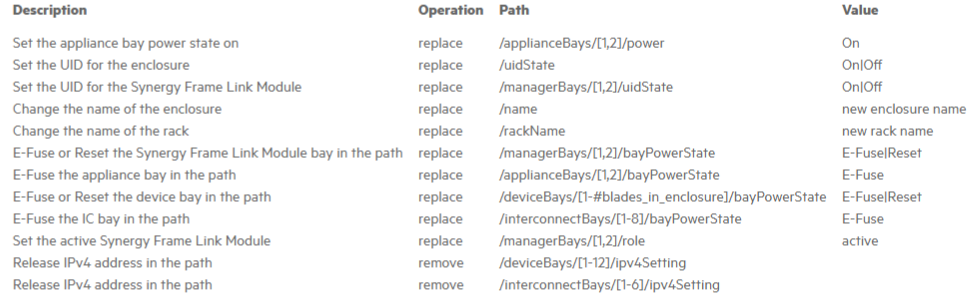 Description Operation Path Value
Set the appliance bay power state on replace /applianceBays/[1,2]/power On
Set the UID for the enclosure replace /uidState On|Off
Set the UID for the Synergy Frame Link Module replace /managerBays/[1,2]/uidState On|Off
Change the name of the enclosure replace /name new enclosure name
Change the name of the rack replace /rackName new rack name
E-Fuse or Reset the Synergy Frame Link Module bay in the path replace /managerBays/[1,2]/bayPowerState E-Fuse|Reset
E-Fuse the appliance bay in the path replace /applianceBays/[1,2]/bayPowerState E-Fuse
E-Fuse or Reset the device bay in the path replace /deviceBays/[1-#blades_in_enclosure]/bayPowerState E-Fuse|Reset
E-Fuse the IC bay in the path replace /interconnectBays/[1-8]/bayPowerState E-Fuse
Set the active Synergy Frame Link Module replace /managerBays/[1,2]/role active
Release IPv4 address in the path remove /deviceBays/[1-12]/ipv4Setting
Release IPv4 address in the path remove /interconnectBays/[1-6]/ipv4Setting